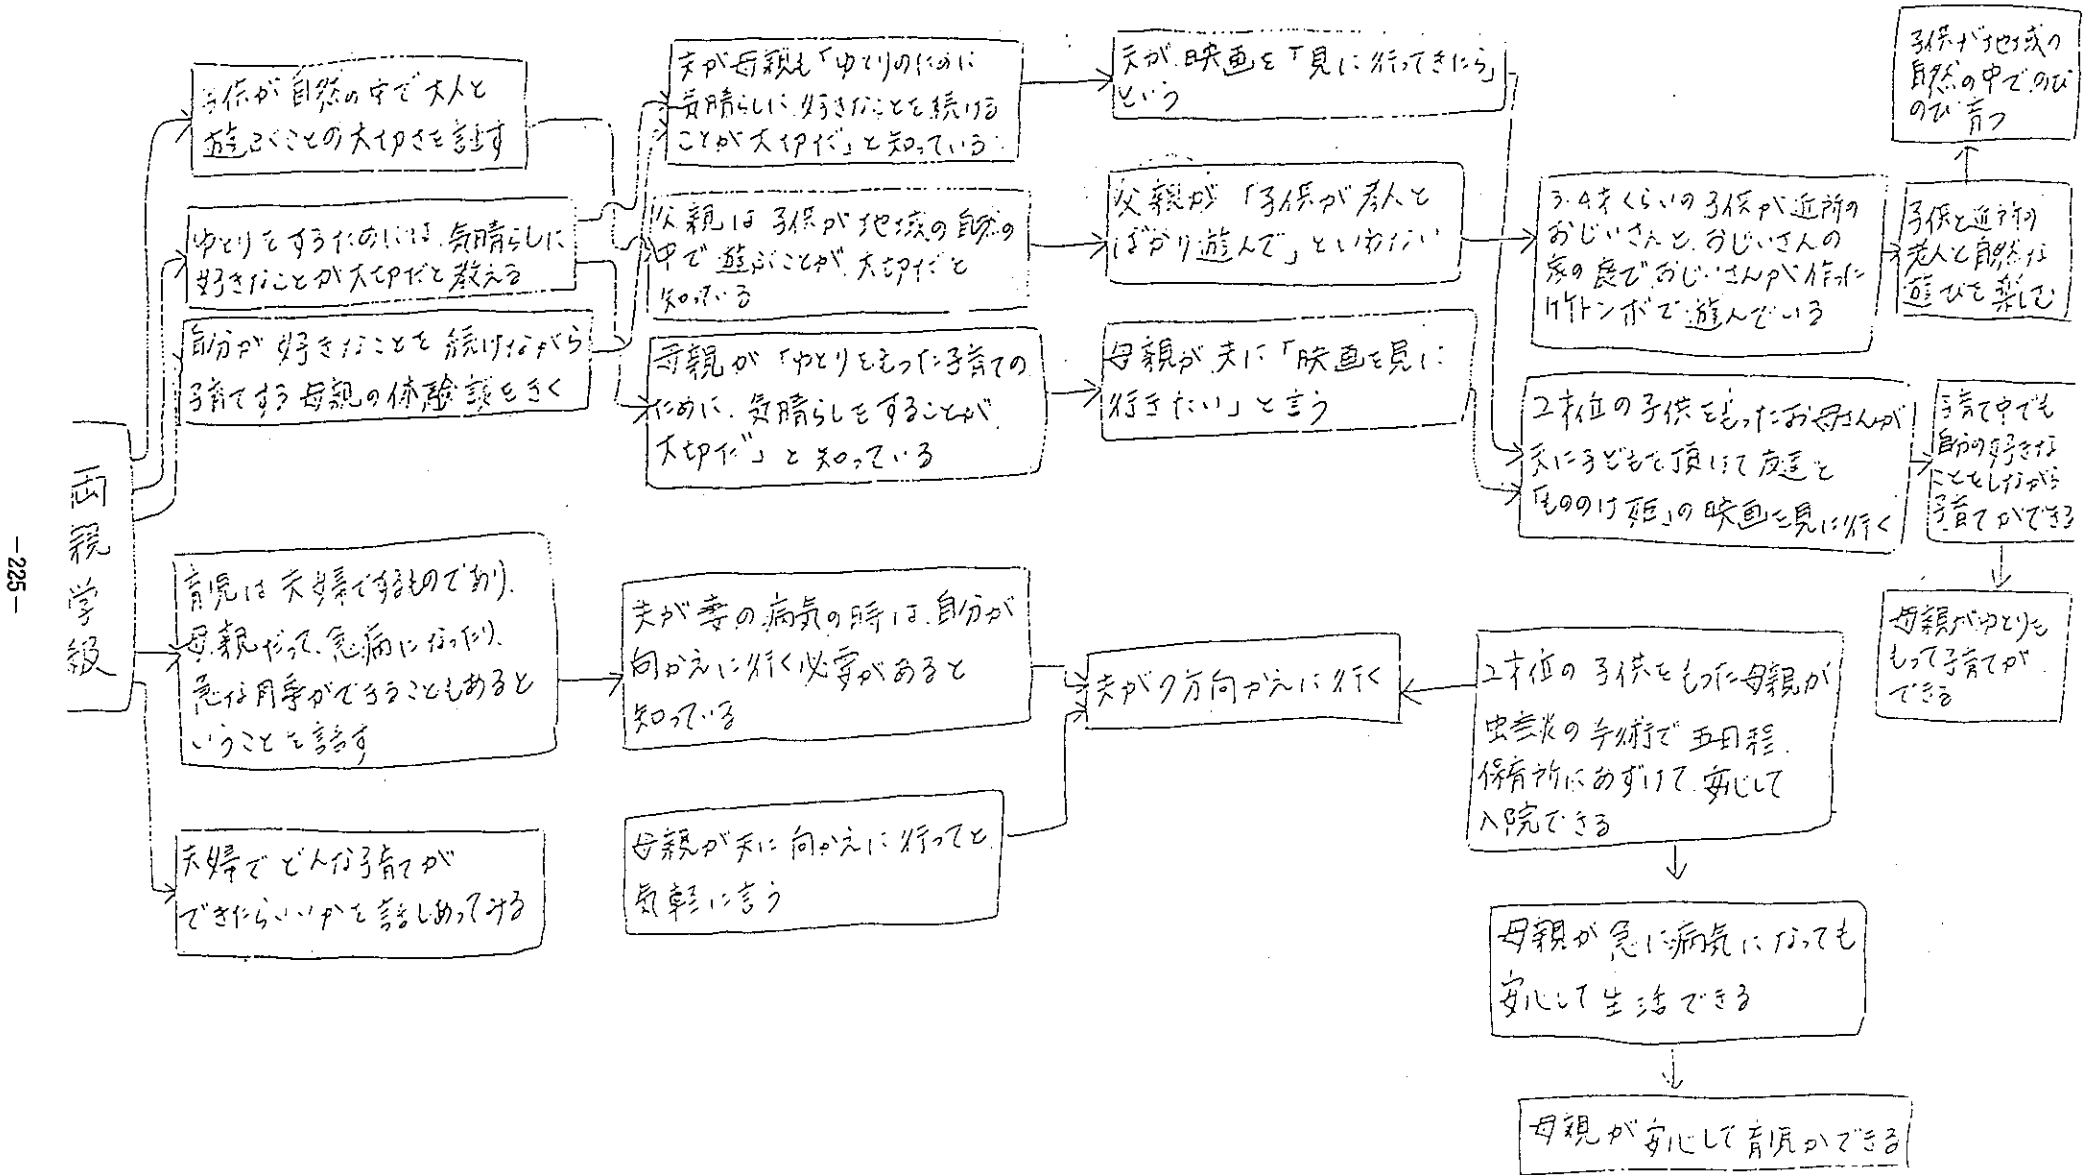 両親学級
子供が自然の中で大人と
遊ぶことの大切さを話す
ゆとりをするためには、気晴らしに
好きなことが大切だと教える
自分が好きなことを続けながら
子育てする母親の体験談をきく
育児は夫婦でするものであり、
母親だって、急病になったり、
急な用事ができることもあると
いうことを話す
夫婦でどんな子育てが
できたらいいかを話しあってみる
夫が母親も「ゆとりのために
気晴らしに、好きなことを続ける
ことが大切だ」と知っている
父親は子供が地域の自然の
中で遊ぶことが、大切だと
知っている
母親が「ゆとりをもった子育ての
ために、気晴らしをすることが
大切だ」と知っている
夫が妻の病気の時は、自分が
向かえに行く必要があると
知っている
母親が夫に向かえに行ってと
気軽に言う
夫が、映画を「見に行ってきたら」
という
父親が「子供が老人と
ばかり遊んで」といわない
母親が夫に「映画を見に
行きたい」と言う
夫が夕方向かえに行く
3・4才くらいの子供が近所の
おじいさんと、おじいさんの
家の庭でおじいさんが作った
竹トンボで遊んでいる
2才位の子供をもったお母さんが
夫に子どもを頂けて友達と
「もののけ姫」の映画を見に行く
2才位の子供をもった母親が
虫垂炎の手術で五日程
保育所にあずけて安心して
入院できる
母親が急に病気になっても
安心して生活できる
母親が安心して育児ができる
子供が地域の
自然の中でのび
のび育つ
子供と近所の
老人と自然な
遊びを楽しむ
子育て中でも
自分の好きな
ことをしながら
子育てができる
母親がゆとりを
もって子育てが
できる
-225-